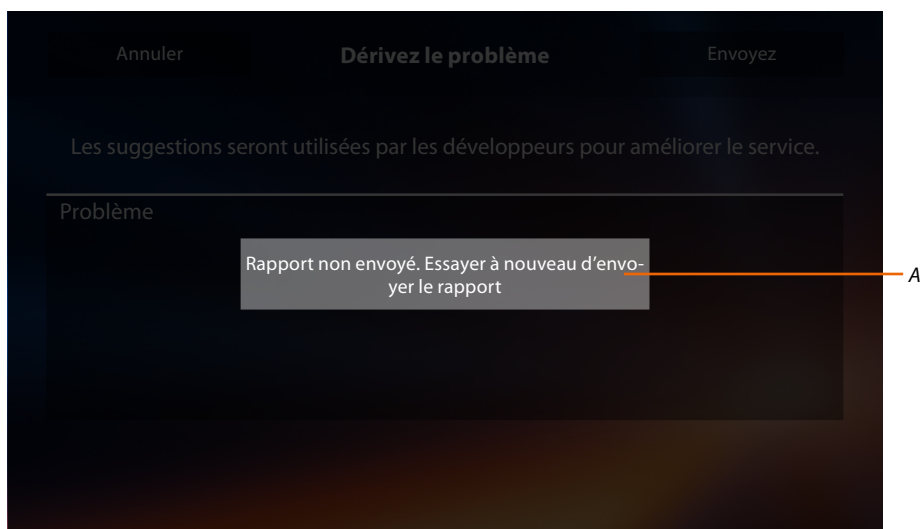 Annuler
Dérivez le problème
Envoyez
Les suggestions seront utilisées par les développeurs pour améliorer le service.
Problème
Rapport non envoyé. Essayer à nouveau d'envo-
yer le rapport
A